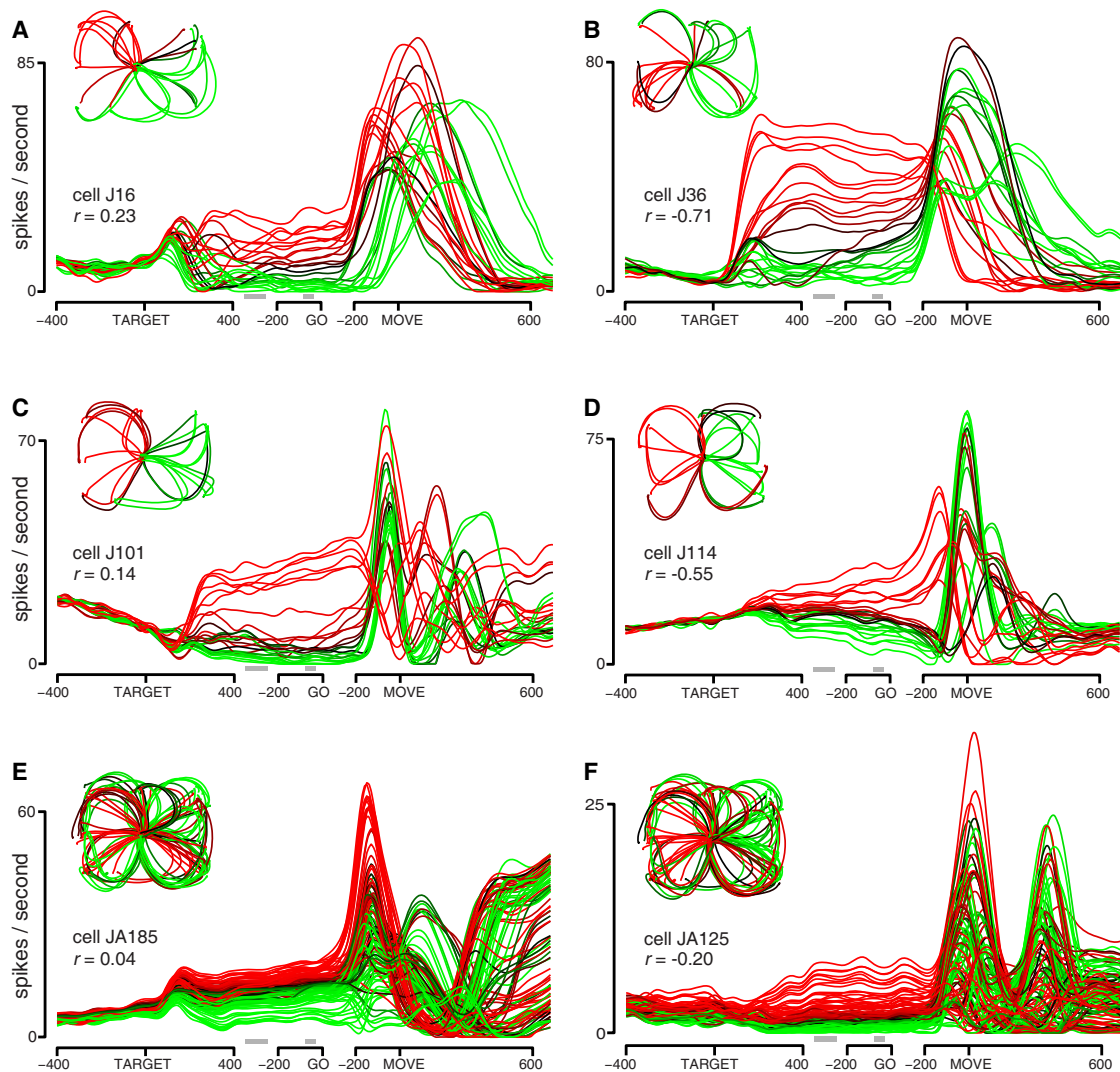 A
85
spikes / second
cell J16
r = 0.23
0
−400 TARGET 400 −200 GO −200 MOVE 600
B
80
cell J36
r = -0.71
0
−400 TARGET 400 −200 GO −200 MOVE 600
C
70
spikes / second
cell J101
r = 0.14
0
−400 TARGET 400 −200 GO −200 MOVE 600
D
75
cell J114
r = -0.55
0
−400 TARGET 400 −200 GO −200 MOVE 600
E
60
spikes / second
cell JA185
r = 0.04
0
−400 TARGET 400 −200 GO −200 MOVE 600
F
25
cell JA125
r = -0.20
0
−400 TARGET 400 −200 GO −200 MOVE 600